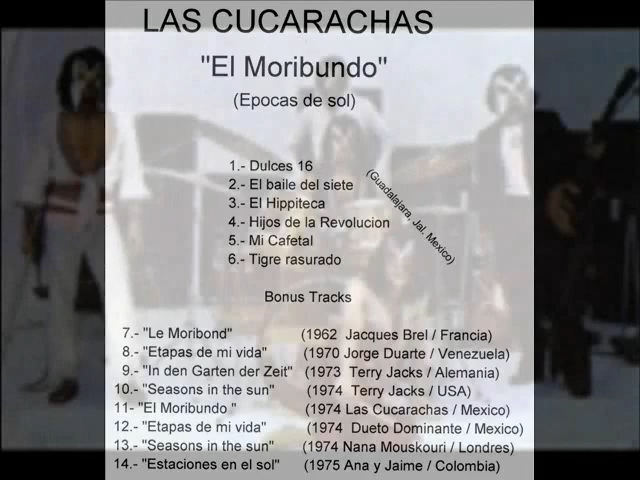 LAS CUCARACHAS
"El Moribundo"
(Epocas de sol)
1.- Dulces 16
2.- El baile del siete
3.- El Hippiteca
4.- Hijos de la Revolucion
5.- Mi Cafetal
6.- Tigre rasurado
(Guadalajara, Jal. Mexico)
Bonus Tracks
7.- "Le Moribond" (1962 Jacques Brel / Francia)
8.- "Etapas de mi vida" (1970 Jorge Duarte / Venezuela)
9.- "In den Garten der Zeit" (1973 Terry Jacks / Alemania)
10.- "Seasons in the sun" (1974 Terry Jacks / USA)
11- "El Moribundo " (1974 Las Cucarachas / Mexico)
12.- "Etapas de mi vida" (1974 Dueto Dominante / Mexico)
13.- "Seasons in the sun" (1974 Nana Mouskouri / Londres)
14.- "Estaciones en el sol" (1975 Ana y Jaime / Colombia)